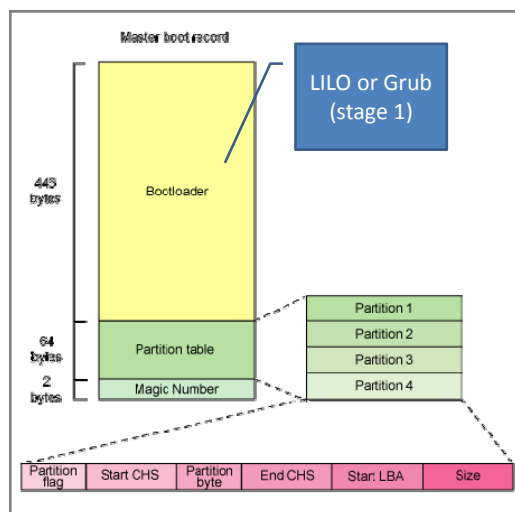 Master boot record
LILO or Grub
(stage 1)
446
bytes
Bootloader
Partition 1
Partition 2
64
bytes
Partition table
Partition 3
2
bytes
Magic Number
Partition 4
Partition
flag
Start CHS
Partition
byte
End CHS
Start LBA
Size